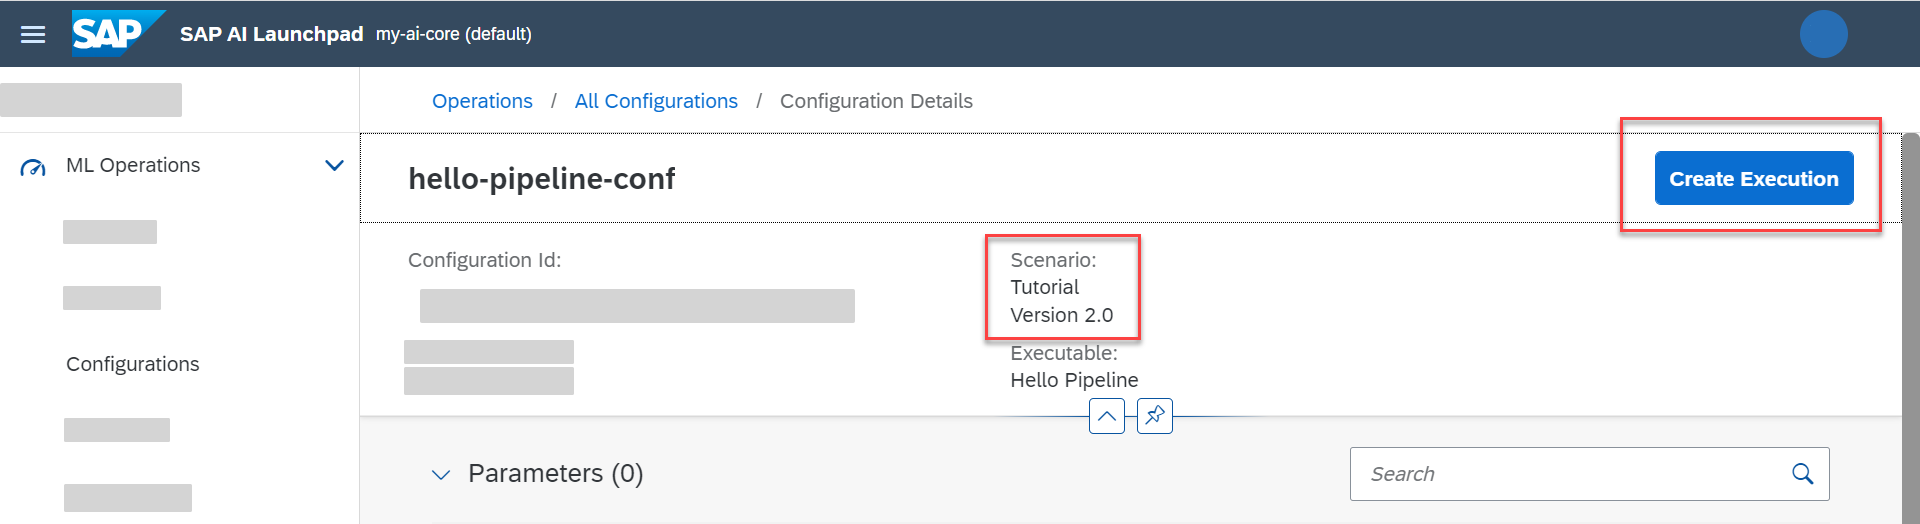 SAP SAP AI Launchpad my-ai-core (default)
Operations / All Configurations / Configuration Details
ML Operations
hello-pipeline-conf
Create Execution
Configuration Id:
Scenario:
Tutorial
Version 2.0
Configurations
Executable:
Hello Pipeline
Parameters (0)
Search